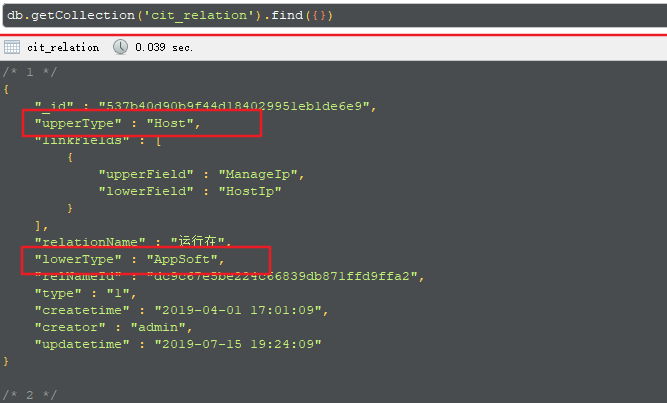 db.getCollection('cit_relation').find({})
cit_relation 0.039 sec.
/* 1 */
{
"_id" : "537b40d90b9f44d184029951eb1de6e9",
"upperType" : "Host",
"linkFields" : [
{
"upperField" : "ManageIp",
"lowerField" : "HostIp"
}
],
"relationName" : "运行在",
"lowerType" : "AppSoft",
"relNameId" : "dc9c67e5be224c66839db871ffd9ffa2",
"type" : "1",
"createtime" : "2019-04-01 17:01:09",
"creator" : "admin",
"updatetime" : "2019-07-15 19:24:09"
}
/* 2 */